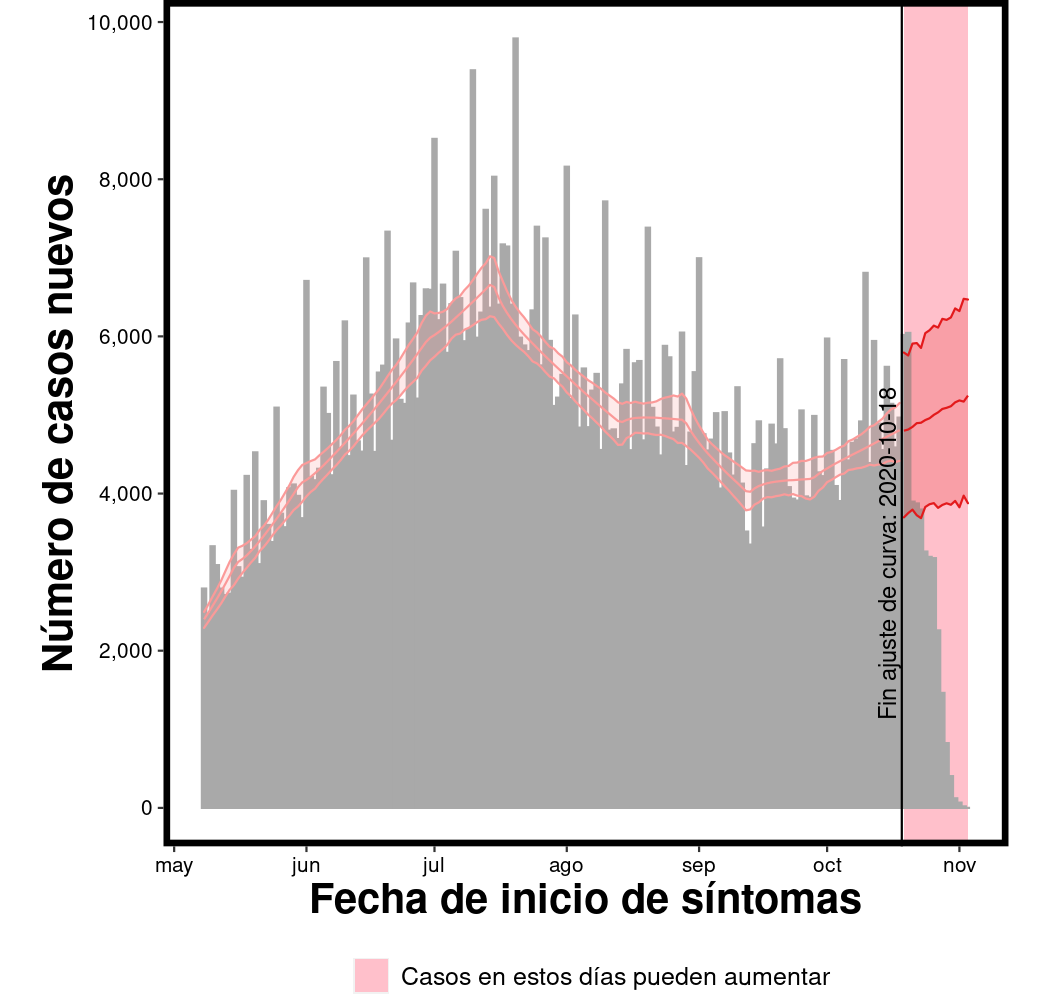 Número de casos nuevos
10,000
8,000
6,000
4,000
2,000
0
Fin ajuste de curva: 2020-10-18
may jun jul ago sep oct nov
Fecha de inicio de síntomas
Casos en estos días pueden aumentar